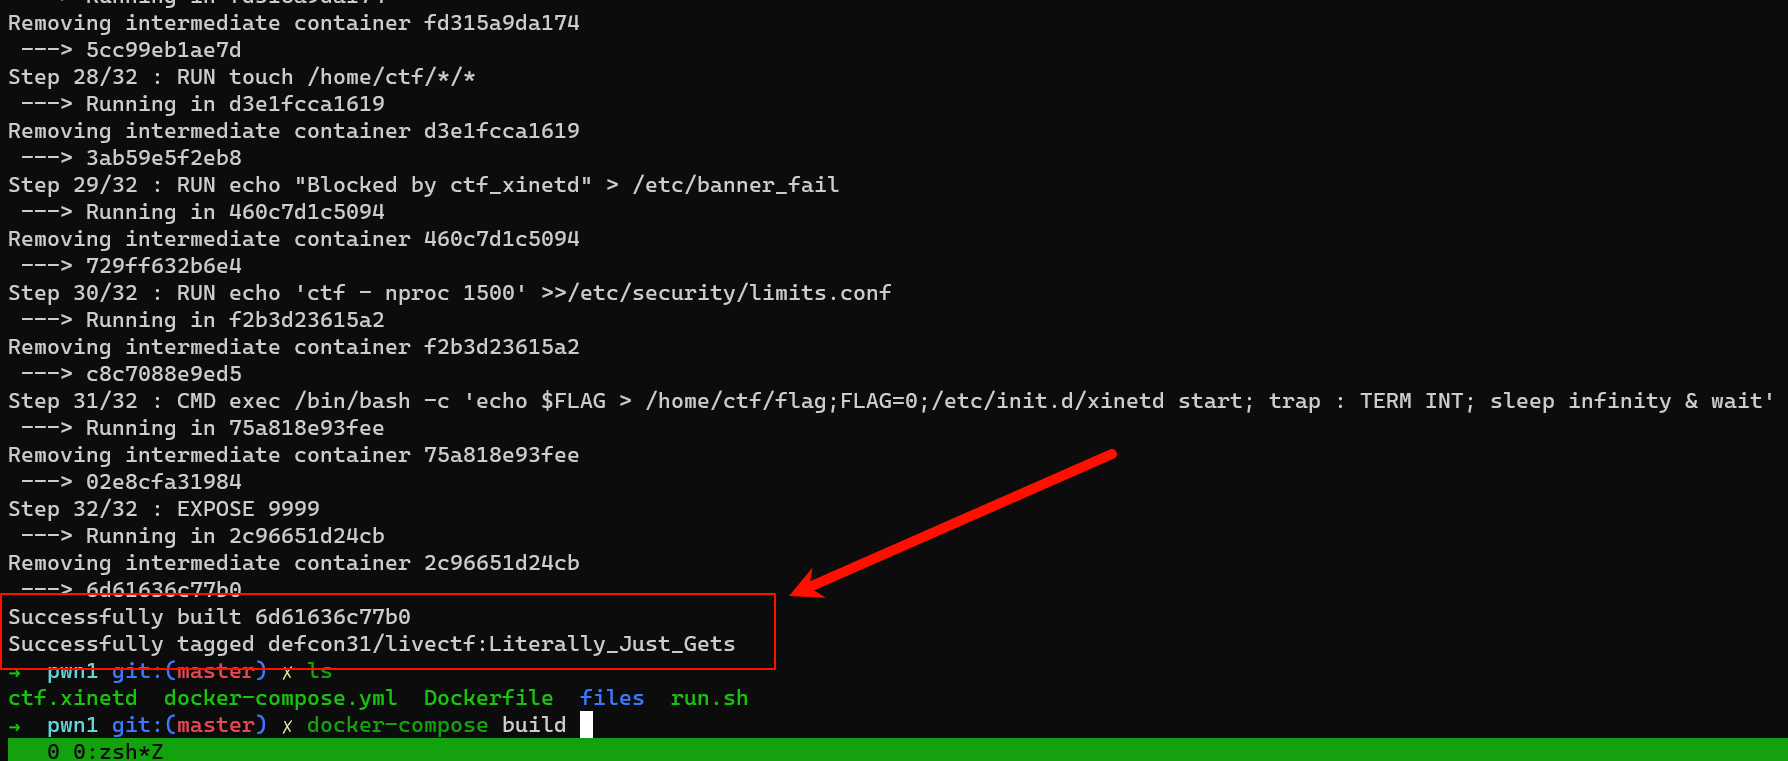 Running in fd315a9da174
Removing intermediate container fd315a9da174
 ---> 5cc99eb1ae7d
Step 28/32 : RUN touch /home/ctf/*/*
 ---> Running in d3e1fcca1619
Removing intermediate container d3e1fcca1619
 ---> 3ab59e5f2eb8
Step 29/32 : RUN echo "Blocked by ctf_xinetd" > /etc/banner_fail
 ---> Running in 460c7d1c5094
Removing intermediate container 460c7d1c5094
 ---> 729ff632b6e4
Step 30/32 : RUN echo 'ctf - nproc 1500' >>/etc/security/limits.conf
 ---> Running in f2b3d23615a2
Removing intermediate container f2b3d23615a2
 ---> c8c7088e9ed5
Step 31/32 : CMD exec /bin/bash -c 'echo $FLAG > /home/ctf/flag;FLAG=0;/etc/init.d/xinetd start; trap : TERM INT; sleep infinity & wait'
 ---> Running in 75a818e93fee
Removing intermediate container 75a818e93fee
 ---> 02e8cfa31984
Step 32/32 : EXPOSE 9999
 ---> Running in 2c96651d24cb
Removing intermediate container 2c96651d24cb
 ---> 6d61636c77b0
Successfully built 6d61636c77b0
Successfully tagged defcon31/livectf:Literally_Just_Gets
→  pwn1 git:(master) ✗ ls
ctf.xinetd  docker-compose.yml  Dockerfile  files  run.sh
→  pwn1 git:(master) ✗ docker-compose build
0 0:zsh*Z